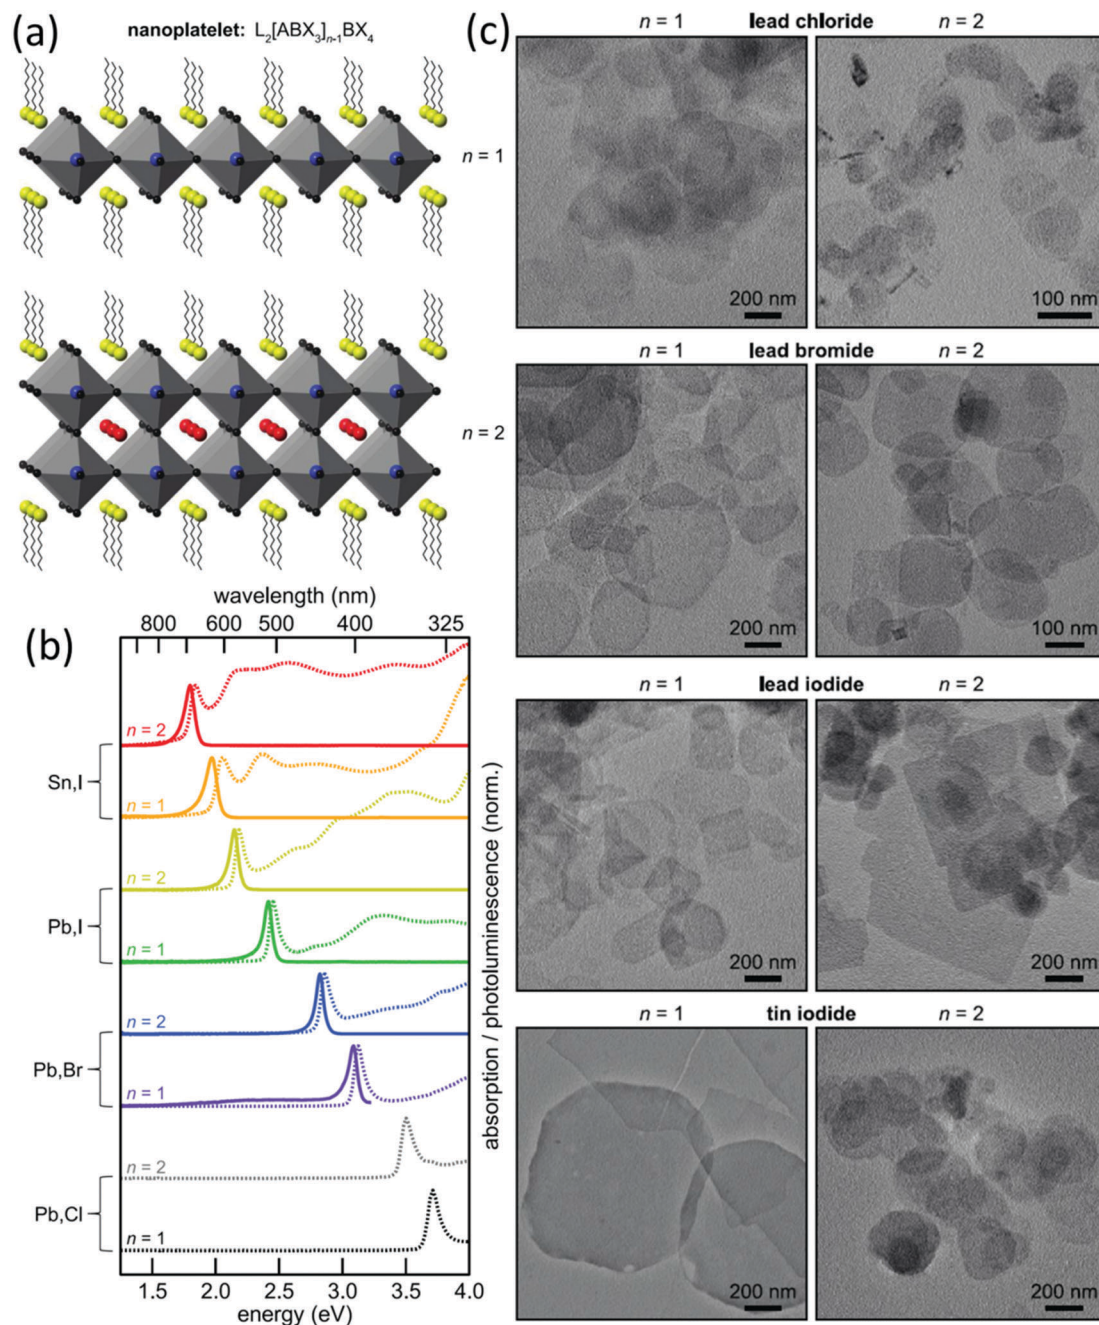 (a)
nanoplatelet: L₂[ABX₃]ₙ₋₁BX₄
n = 1
n = 2
(b)
wavelength (nm)
800 600 500 400 325
n = 2
Sn,I
n = 1
n = 2
Pb,I
n = 1
n = 2
Pb,Br
n = 1
n = 2
Pb,Cl
n = 1
1.5 2.0 2.5 3.0 3.5 4.0
energy (eV)
absorption / photoluminescence (norm.)
(c)
n = 1 lead chloride n = 2
200 nm 100 nm
n = 1 lead bromide n = 2
200 nm 100 nm
n = 1 lead iodide n = 2
200 nm 200 nm
n = 1 tin iodide n = 2
200 nm 200 nm